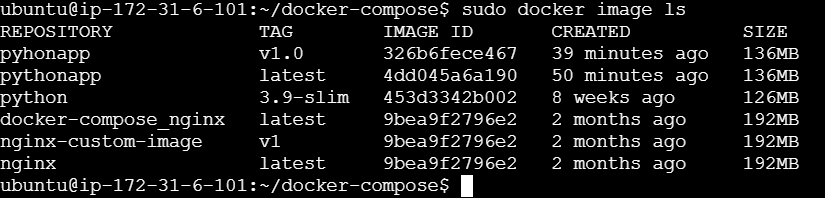 ubuntu@ip-172-31-6-101:~/docker-compose$ sudo docker image ls
REPOSITORY TAG IMAGE ID CREATED SIZE
pyhonapp v1.0 326b6fece467 39 minutes ago 136MB
pythonapp latest 4dd045a6a190 50 minutes ago 136MB
python 3.9-slim 453d3342b002 8 weeks ago 126MB
docker-compose_nginx latest 9bea9f2796e2 2 months ago 192MB
nginx-custom-image v1 9bea9f2796e2 2 months ago 192MB
nginx latest 9bea9f2796e2 2 months ago 192MB
ubuntu@ip-172-31-6-101:~/docker-compose$